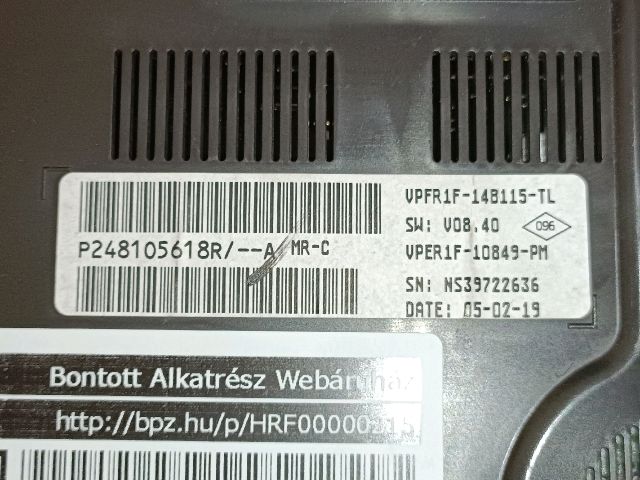 VPFR1F-14B115-TL
SW: V08.40
096
P248105618R/--A MR-C
VPER1F-10849-PM
SN: NS39722636
DATE: 05-02-19
Bontott Alkatrész Webáruház